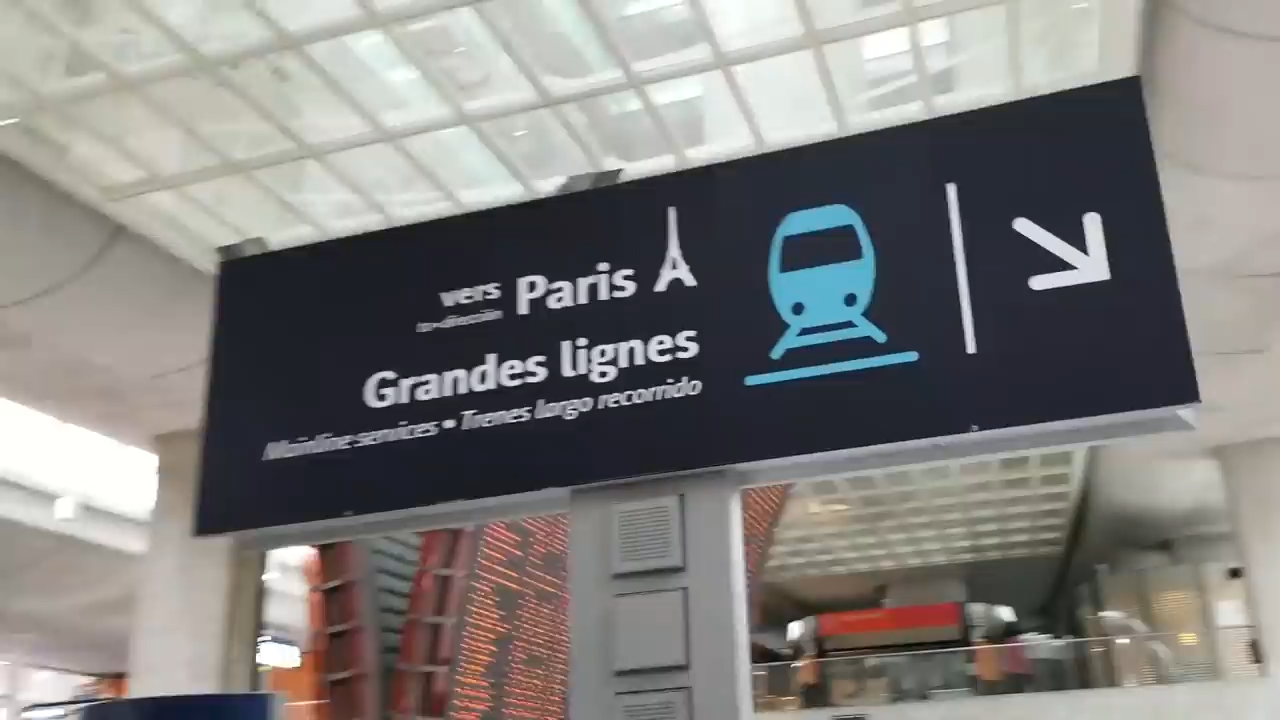 vers Paris
Grandes lignes
Mainline services • Trenes largo recorrido